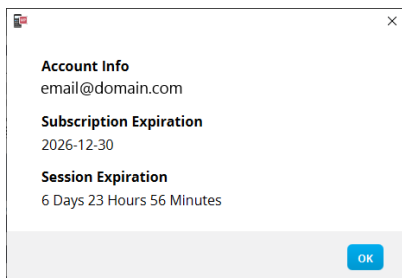 Account Info
email@domain.com
Subscription Expiration
2026-12-30
Session Expiration
6 Days 23 Hours 56 Minutes
OK